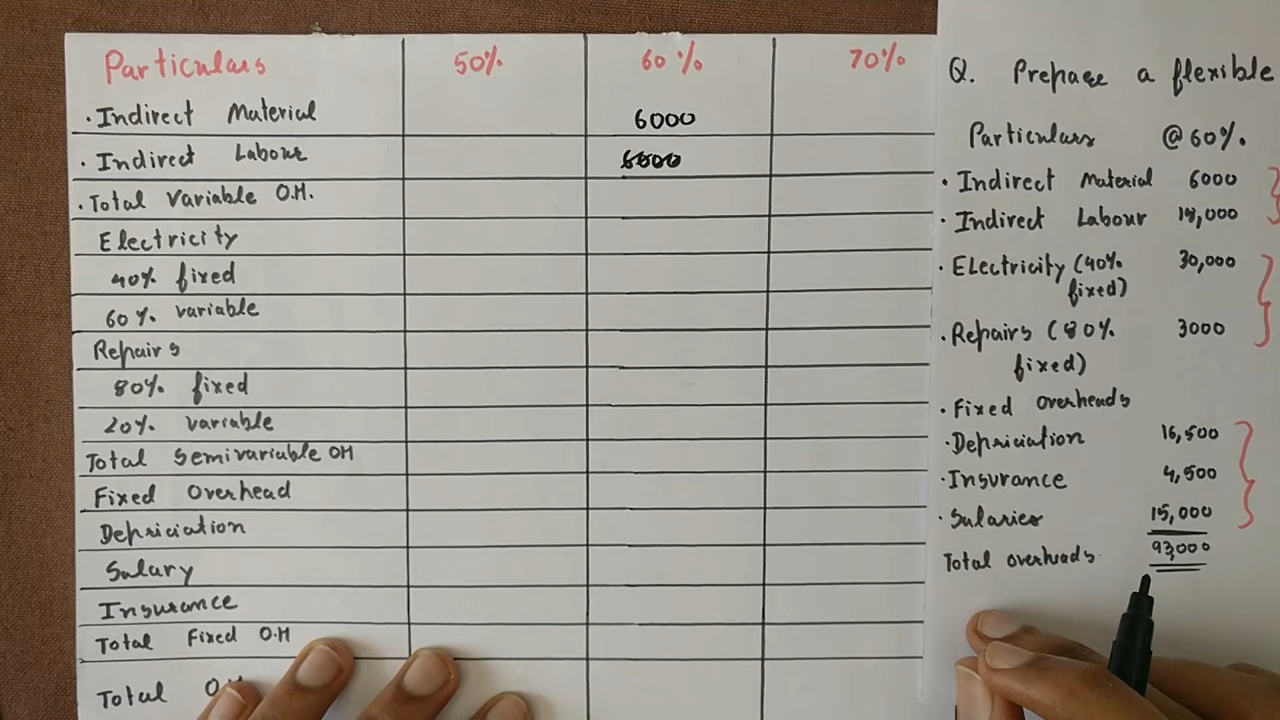 Particulars 50% 60% 70%
· Indirect Material 6000
· Indirect Labour
· Total variable O.H.
Electricity
40% fixed
60% variable
Repairs
80% fixed
20% variable
Total semivariable OH
Fixed Overhead
Depriciation
Salary
Insurance
Total Fixed O.H
Total
Q. Prepare a flexible
Particulars @ 60%.
· Indirect Material 6000
· Indirect Labour 18,000
· Electricity (40% 30,000
fixed)
· Repairs (80% 3000
fixed)
· Fixed overheads
· Depriciation 16,500
· Insurance 4,500
· Salaries 15,000
Total overheads 93,000